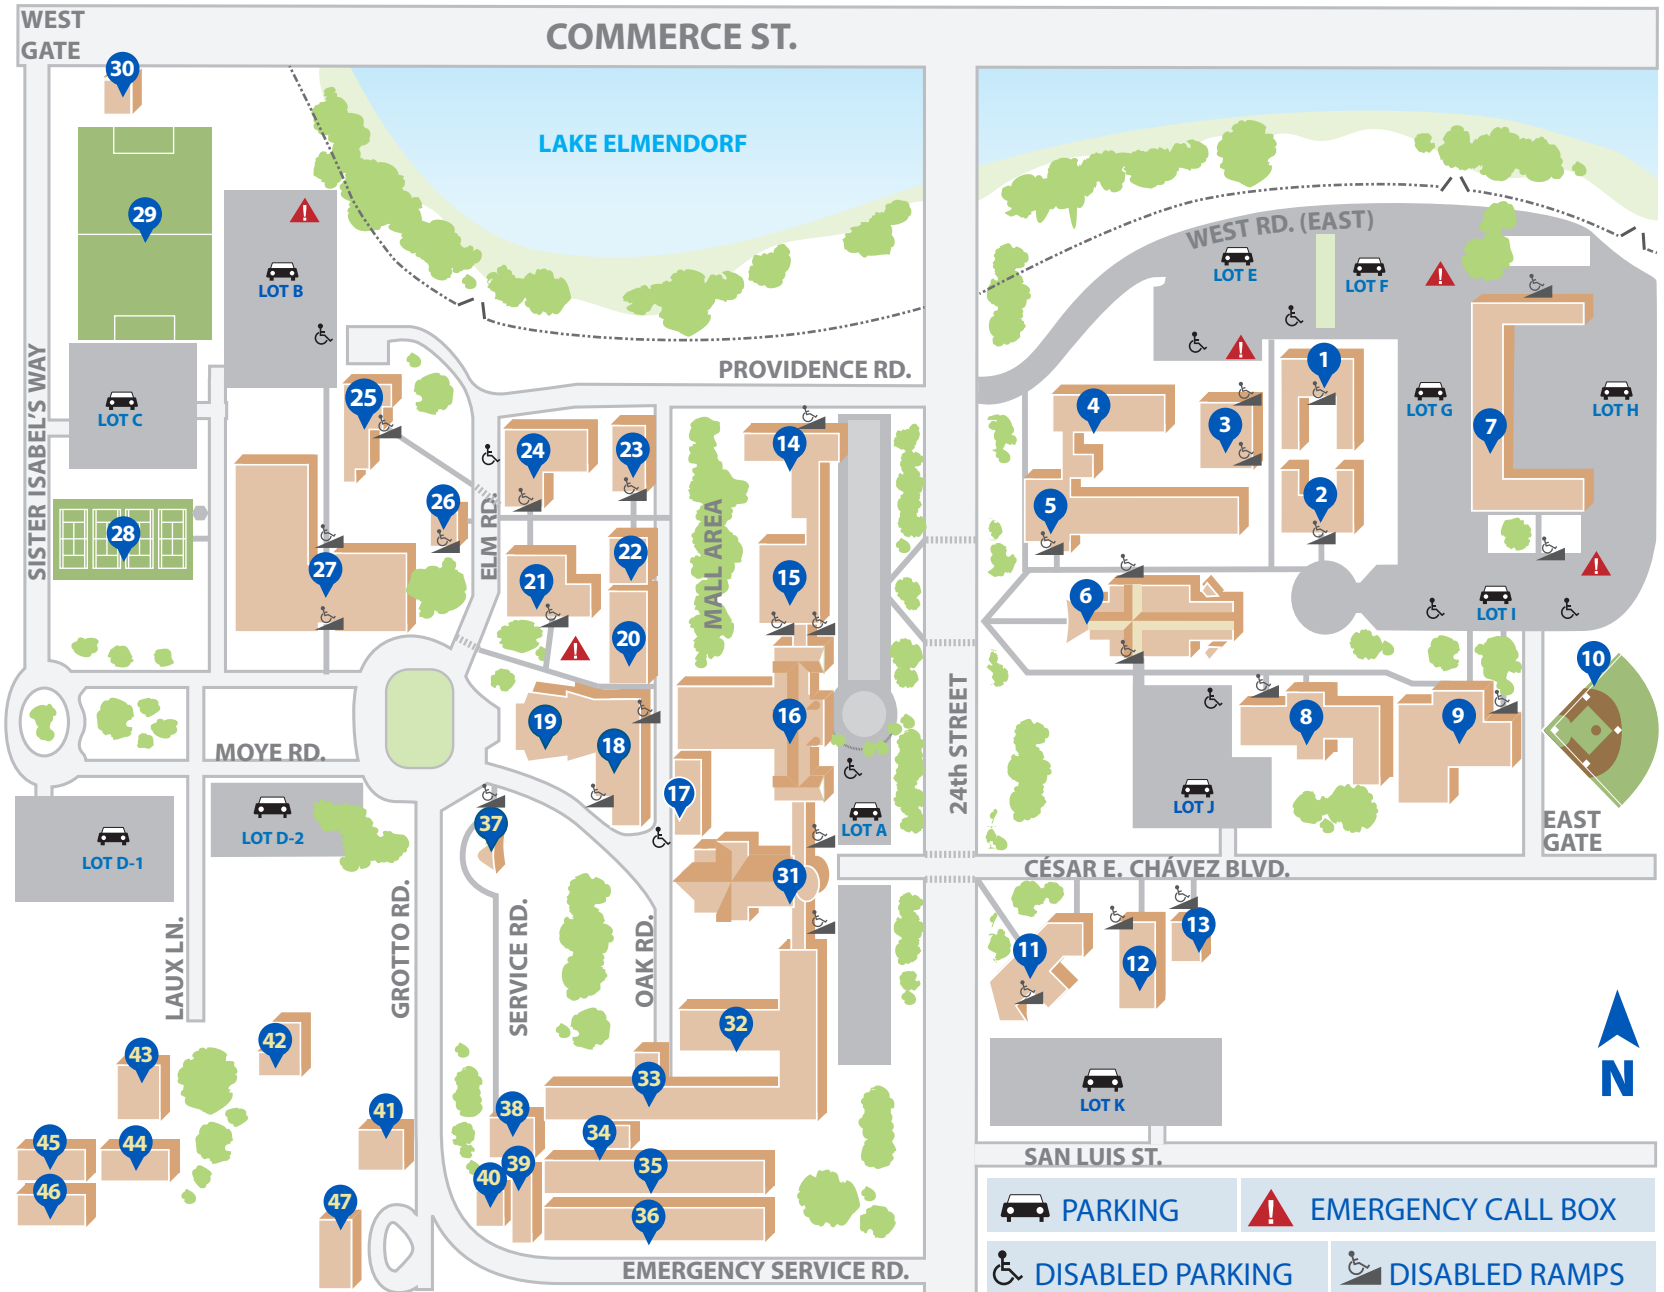 WEST
GATE
COMMERCE ST.
30
LAKE ELMENDORF
29
WEST RD. (EAST)
LOT B
LOT E
LOT F
SISTER ISABEL'S WAY
PROVIDENCE RD.
1
25
LOT C
4
3
LOT G
7
LOT H
24
23
14
26
5
2
28
ELM RD.
22
27
21
15
MALL AREA
6
LOT I
20
10
19
18
16
24th STREET
8
9
MOYE RD.
17
LOT J
37
LOT D-1
LOT D-2
LOT A
EAST
GATE
31
CÉSAR E. CHÁVEZ BLVD.
LAUX LN.
GROTTO RD.
SERVICE RD.
OAK RD.
11
12
13
32
42
43
33
LOT K
N
41
38
34
45
44
39
35
SAN LUIS ST.
40
46
47
36
PARKING
EMERGENCY CALL BOX
EMERGENCY SERVICE RD.
DISABLED PARKING
DISABLED RAMPS